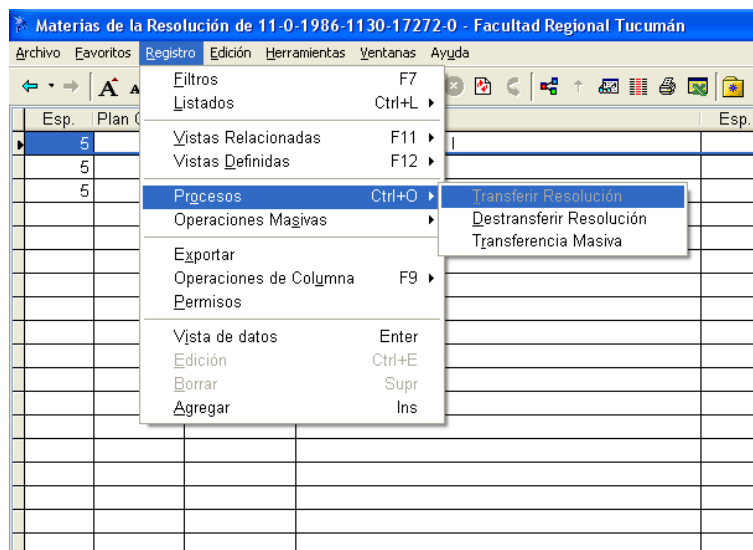 Materias de la Resolución de 11-0-1986-1130-17272-0 - Facultad Regional Tucumán
Archivo Favoritos Registro Edición Herramientas Ventanas Ayuda
A A
Filtros F7
Listados Ctrl+L
Esp. Plan Esp.
Vistas Relacionadas F11
5
Vistas Definidas F12
5
5
Procesos Ctrl+O
Transferir Resolución
Operaciones Masivas
Destransferir Resolución
Transferencia Masiva
Exportar
Operaciones de Columna F9
Permisos
Vista de datos Enter
Edición Ctrl+E
Borrar Supr
Agregar Ins